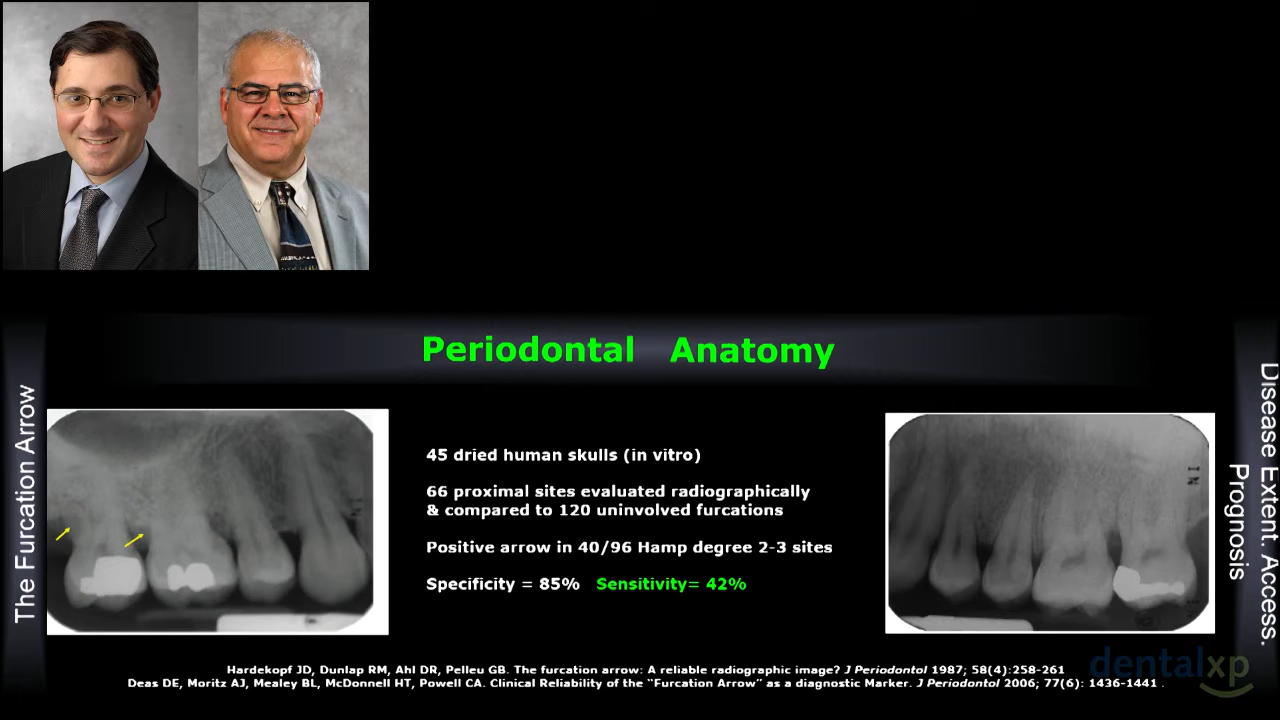 Periodontal Anatomy
The Furcation Arrow
45 dried human skulls (in vitro)
66 proximal sites evaluated radiographically
& compared to 120 uninvolved furcations
Positive arrow in 40/96 Hamp degree 2-3 sites
Specificity = 85% Sensitivity= 42%
Disease Extent. Access.
Prognosis
Hardekopf JD, Dunlap RM, Ahl DR, Pelleu GB. The furcation arrow: A reliable radiographic image? J Periodontol 1987; 58(4):258-261
Deas DE, Moritz AJ, Mealey BL, McDonnell HT, Powell CA. Clinical Reliability of the “Furcation Arrow” as a diagnostic Marker. J Periodontol 2006; 77(6): 1436-1441 .
dentalxp